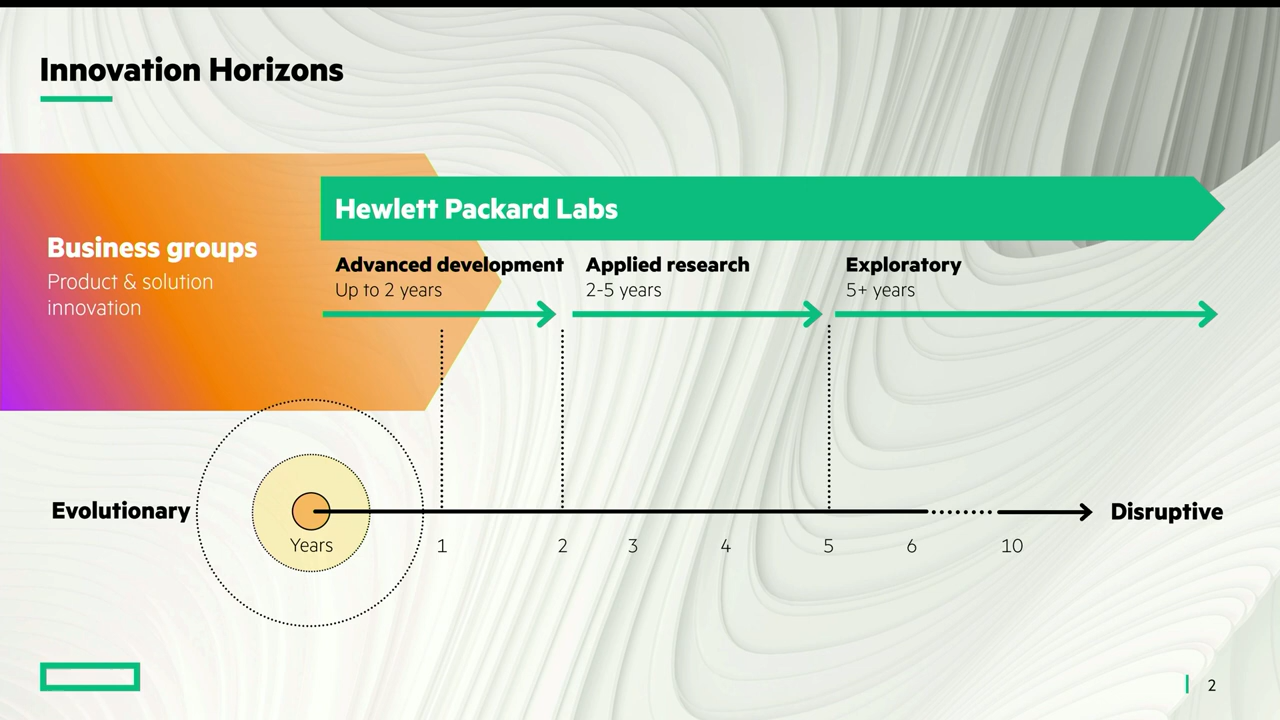 Innovation Horizons
Hewlett Packard Labs
Business groups
Product & solution
innovation
Advanced development
Up to 2 years
Applied research
2-5 years
Exploratory
5+ years
Evolutionary
Disruptive
Years
1
2
3
4
5
6
10
2